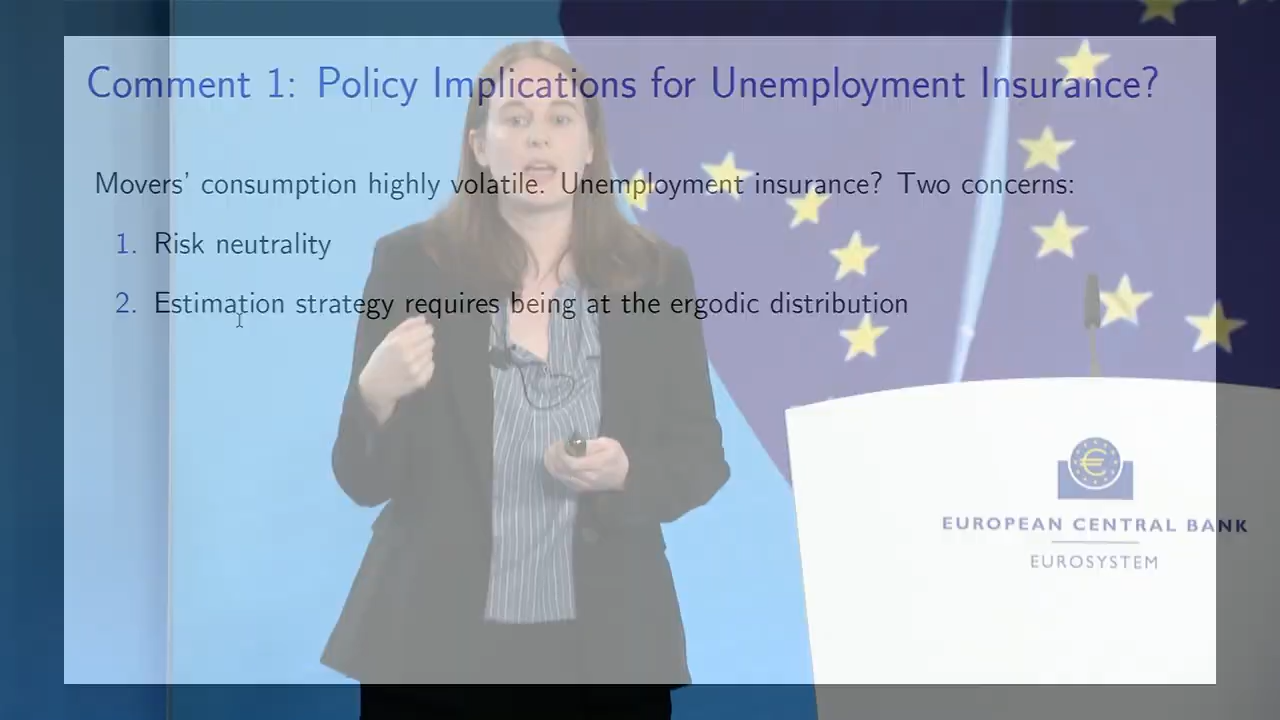 Comment 1: Policy Implications for Unemployment Insurance?
Movers' consumption highly volatile. Unemployment insurance? Two concerns:
1. Risk neutrality
2. Estimation strategy requires being at the ergodic distribution
€
EUROPEAN CENTRAL BANK
EUROSYSTEM